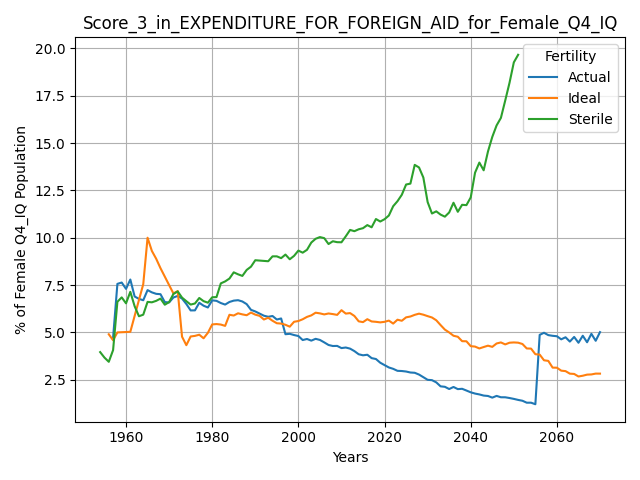 Score_3_in_EXPENDITURE_FOR_FOREIGN_AID_for_Female_Q4_IQ
% of Female Q4_IQ Population
20.0
17.5
15.0
12.5
10.0
7.5
5.0
2.5
Fertility
Actual
Ideal
Sterile
1960
1980
2000
2020
2040
2060
Years